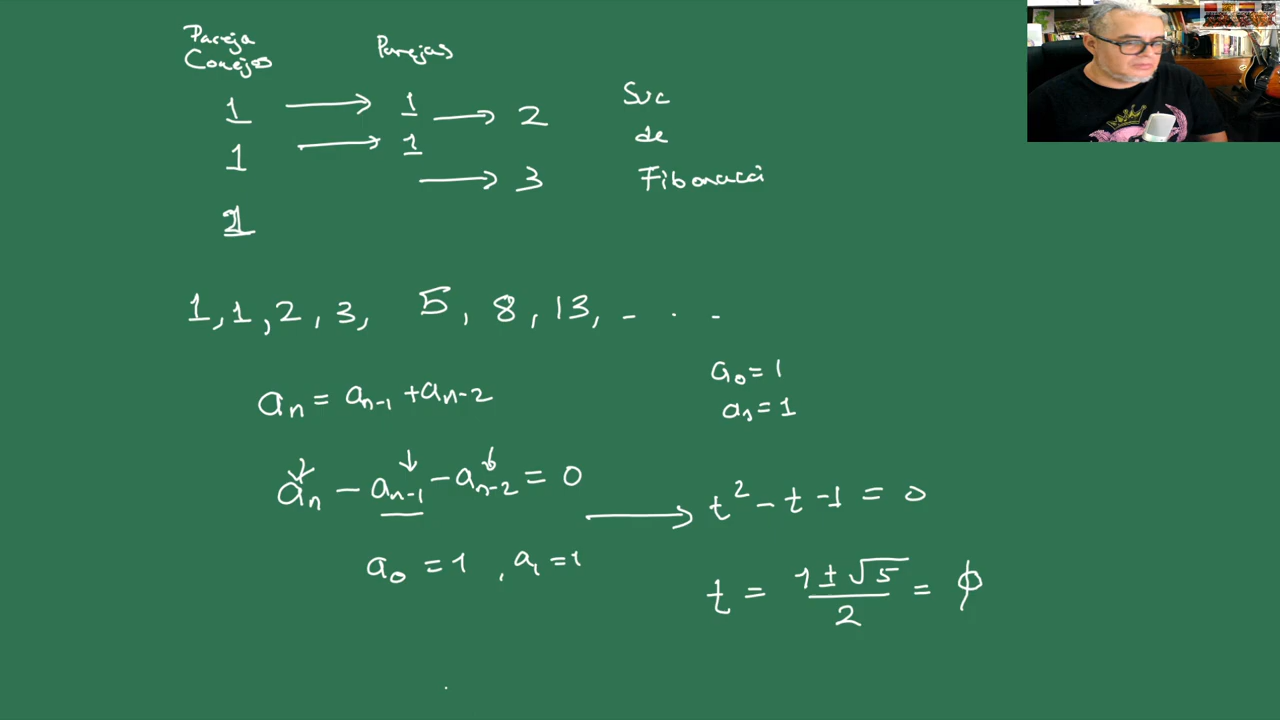 Pareja
Conejos
Parejas
1 → 1 → 2
1 → 1
→ 3
1
Suc
de
Fibonacci
1, 1, 2, 3, 5, 8, 13, - . -
aₙ = aₙ₋₁ + aₙ₋₂
a₀ = 1
a₁ = 1
aₙ - aₙ₋₁ - aₙ₋₂ = 0 → t² - t - 1 = 0
a₀ = 1, a₁ = 1
t = (1 ± √5)/2 = ϕ